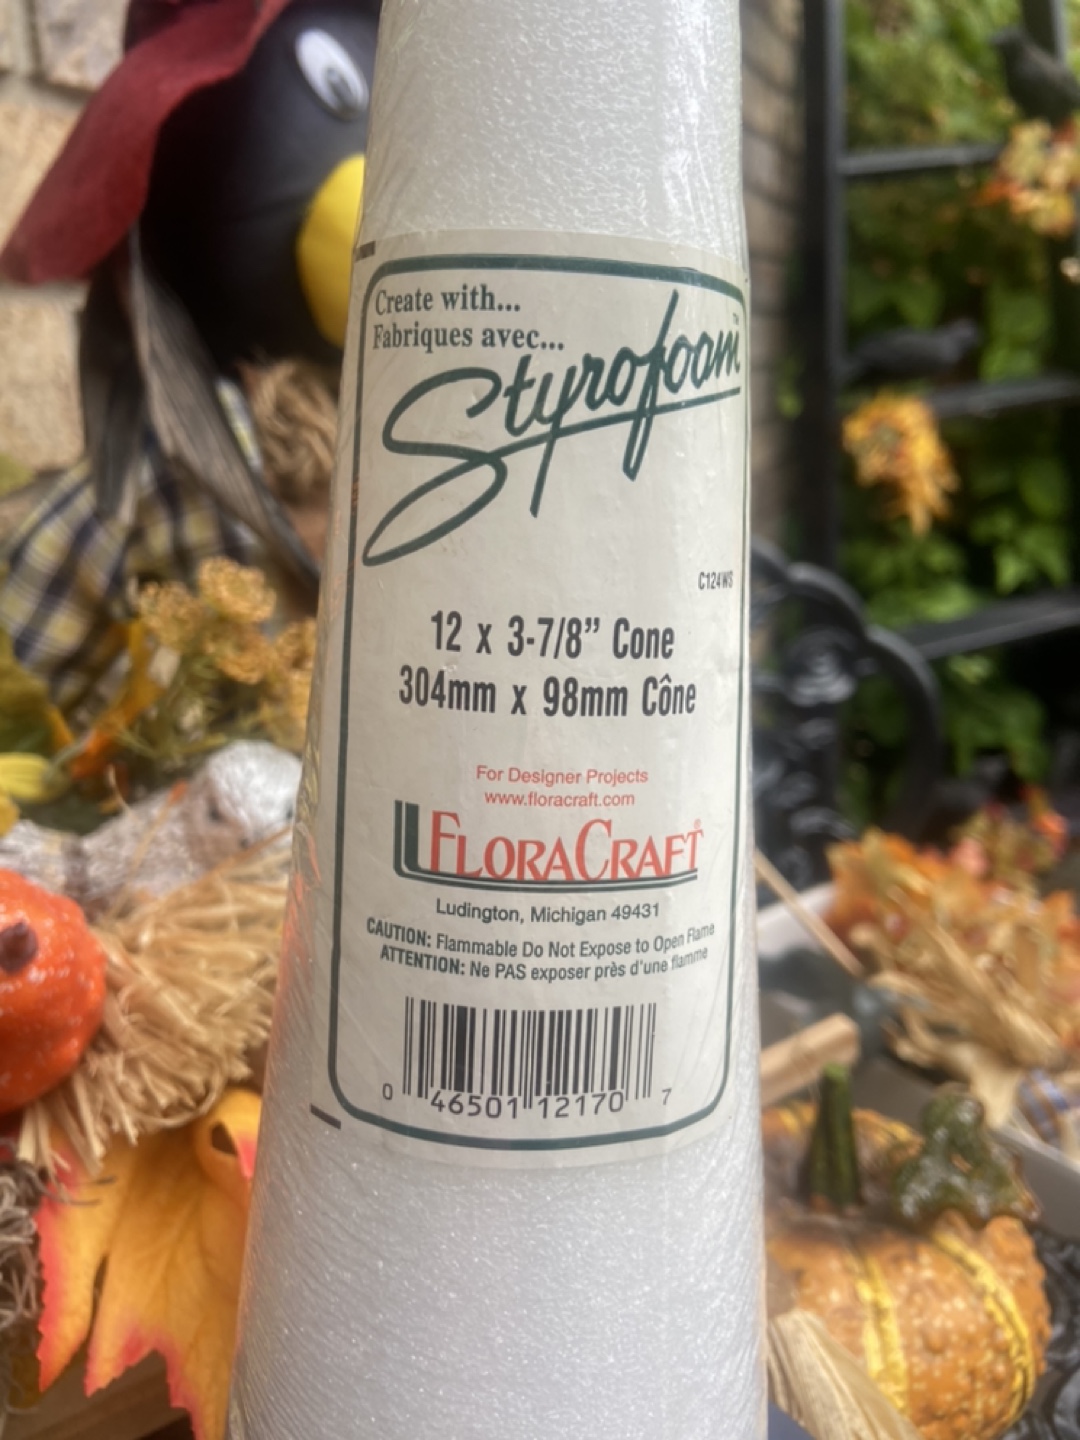 Create with...
Fabriques avec...
Styrofoam™
C124WS
12 x 3-7/8” Cone
304mm x 98mm Cône
For Designer Projects
www.floracraft.com
FLORACRAFT®
Ludington, Michigan 49431
CAUTION: Flammable Do Not Expose to Open Flame
ATTENTION: Ne PAS exposer près d'une flamme
0 46501 12170 7